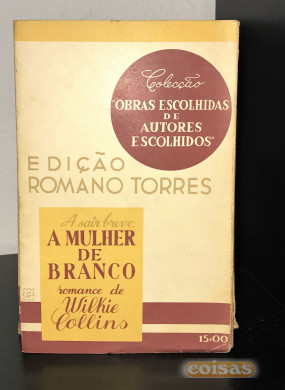 Colecção
"OBRAS ESCOLHIDAS
DE
AUTORES
ESCOLHIDOS"
EDIÇÃO
ROMANO TORRES
A sair breve:
A MULHER
DE
BRANCO
romance de
Wilkie
Collins
15$00
coisas